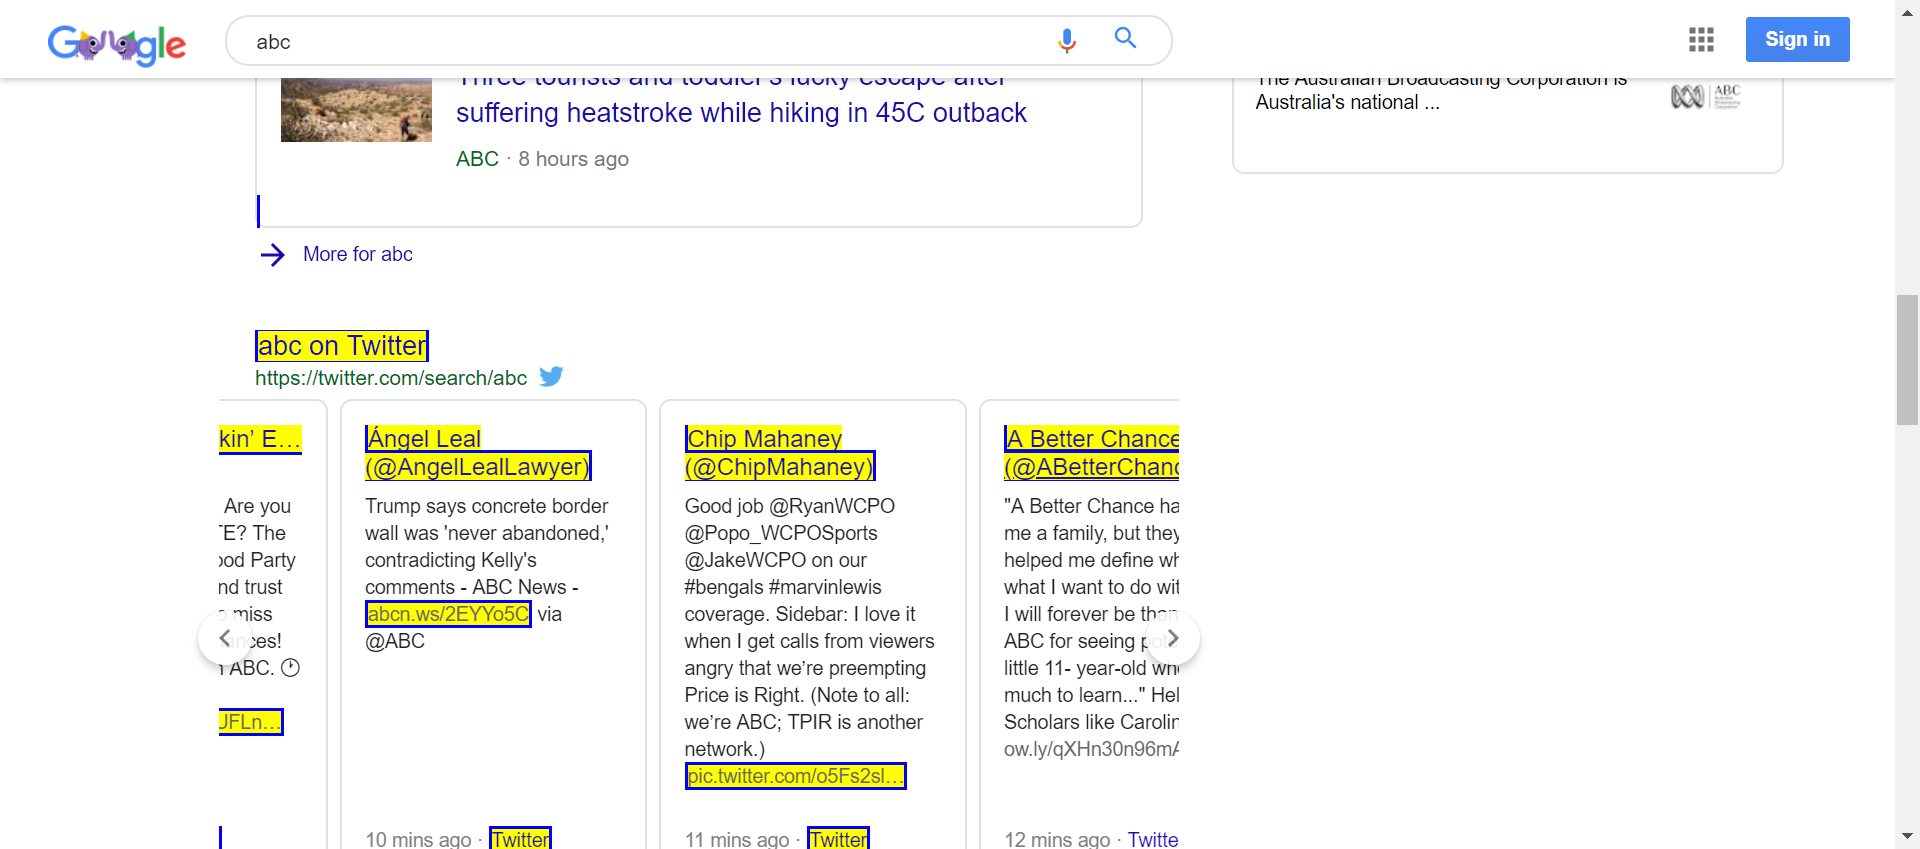 Google
abc
Sign in
Three tourists and toddler's lucky escape after
suffering heatstroke while hiking in 45C outback
ABC · 8 hours ago
The Australian Broadcasting Corporation is
Australia's national ...
ABC
More for abc
abc on Twitter
https://twitter.com/search/abc
kin’ E...
Are you
TE? The
ood Party
nd trust
miss
ances!
ABC.
UFLn...
Ángel Leal
(@AngelLealLawyer)
Trump says concrete border
wall was 'never abandoned,'
contradicting Kelly's
comments - ABC News -
abcn.ws/2EYYo5C via
@ABC
10 mins ago · Twitter
Chip Mahaney
(@ChipMahaney)
Good job @RyanWCPO
@Popo_WCPOSports
@JakeWCPO on our
#bengals #marvinlewis
coverage. Sidebar: I love it
when I get calls from viewers
angry that we’re preempting
Price is Right. (Note to all:
we’re ABC; TPIR is another
network.)
pic.twitter.com/o5Fs2sl...
11 mins ago · Twitter
A Better Chance
(@ABetterChanc
"A Better Chance ha
me a family, but they
helped me define wh
what I want to do wit
I will forever be than
ABC for seeing pote
little 11- year-old who
much to learn..." Hel
Scholars like Carolin
ow.ly/qXHn30n96mA
12 mins ago · Twitte